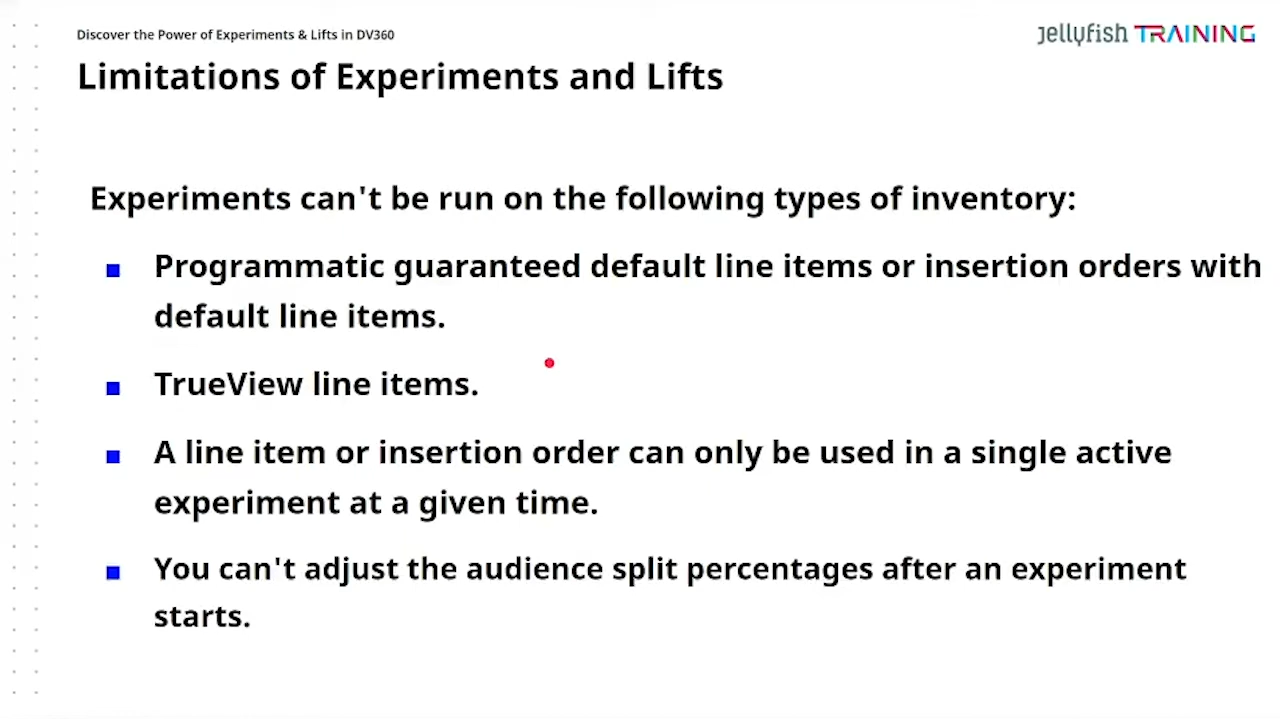 Discover the Power of Experiments & Lifts in DV360
jellyfish TRAINING
Limitations of Experiments and Lifts
Experiments can't be run on the following types of inventory:
Programmatic guaranteed default line items or insertion orders with
default line items.
TrueView line items.
A line item or insertion order can only be used in a single active
experiment at a given time.
You can't adjust the audience split percentages after an experiment
starts.